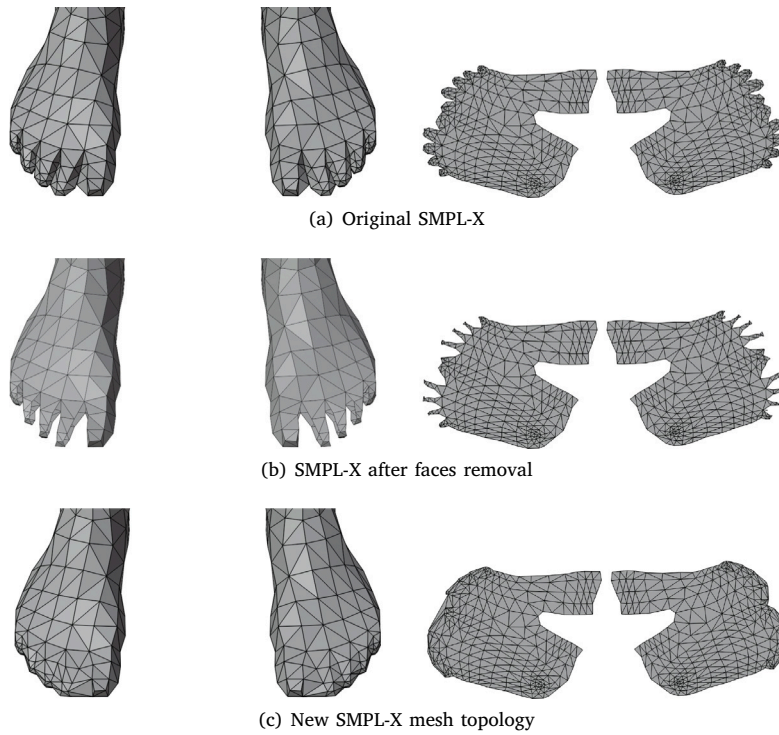 (a) Original SMPL-X
(b) SMPL-X after faces removal
(c) New SMPL-X mesh topology